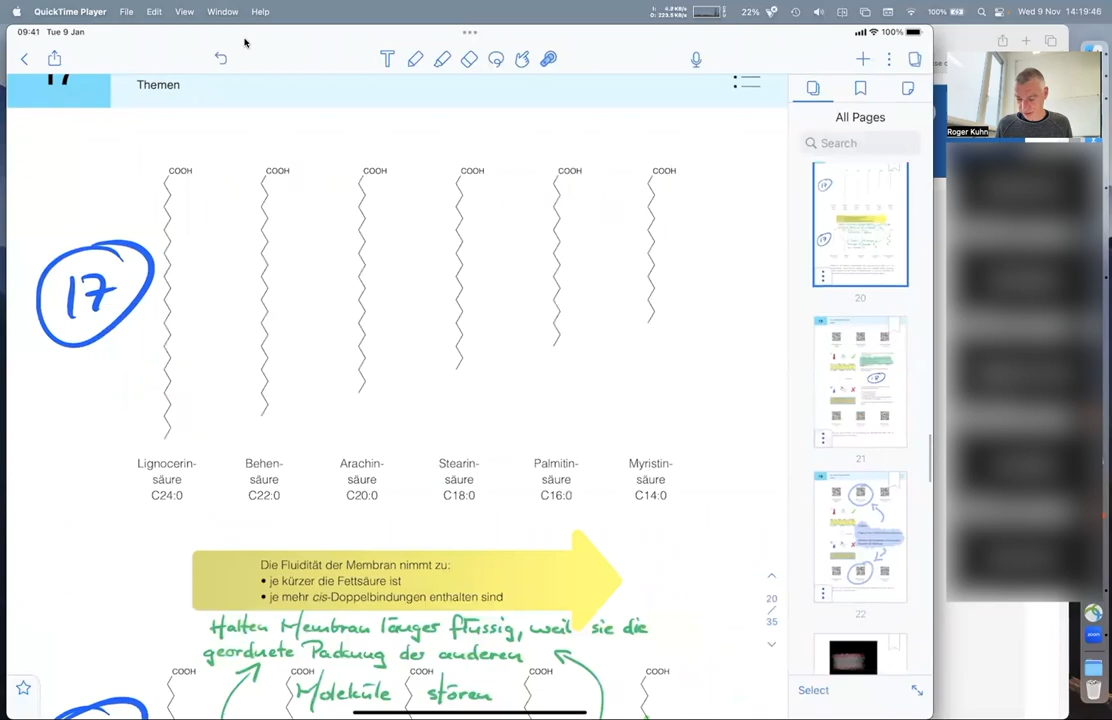 QuickTime Player File Edit View Window Help
22% 100% Wed 9 Nov 14:19:46
09:41 Tue 9 Jan
100%
17
Themen
COOH COOH COOH COOH COOH COOH
17
Lignocerin-
säure
C24:0
Behen-
säure
C22:0
Arachin-
säure
C20:0
Stearin-
säure
C18:0
Palmitin-
säure
C16:0
Myristin-
säure
C14:0
Die Fluidität der Membran nimmt zu:
• je kürzer die Fettsäure ist
• je mehr cis-Doppelbindungen enthalten sind
Halten Membran länger flüssig, weil sie die
geordnete Packung der anderen
Moleküle stören
COOH COOH COOH COOH COOH
20
/
35
All Pages
Search
17
17
20
21
22
Select
Roger Kuhn
zoom